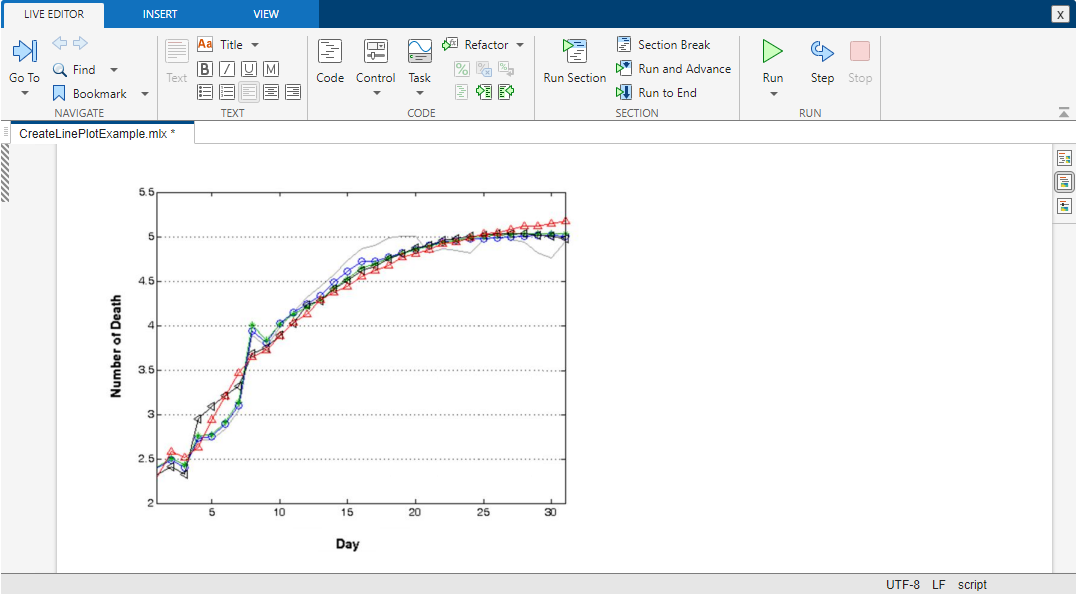 LIVE EDITOR INSERT VIEW X
Go To
Find
Bookmark
NAVIGATE
Text
Aa Title
B I U M
TEXT
Code
Control
Task
Refactor
CODE
Run Section
Section Break
Run and Advance
Run to End
SECTION
Run
Step
Stop
RUN
CreateLinePlotExample.mlx *
5.5
5
4.5
4
3.5
3
2.5
2
Number of Death
5 10 15 20 25 30
Day
UTF-8 LF script